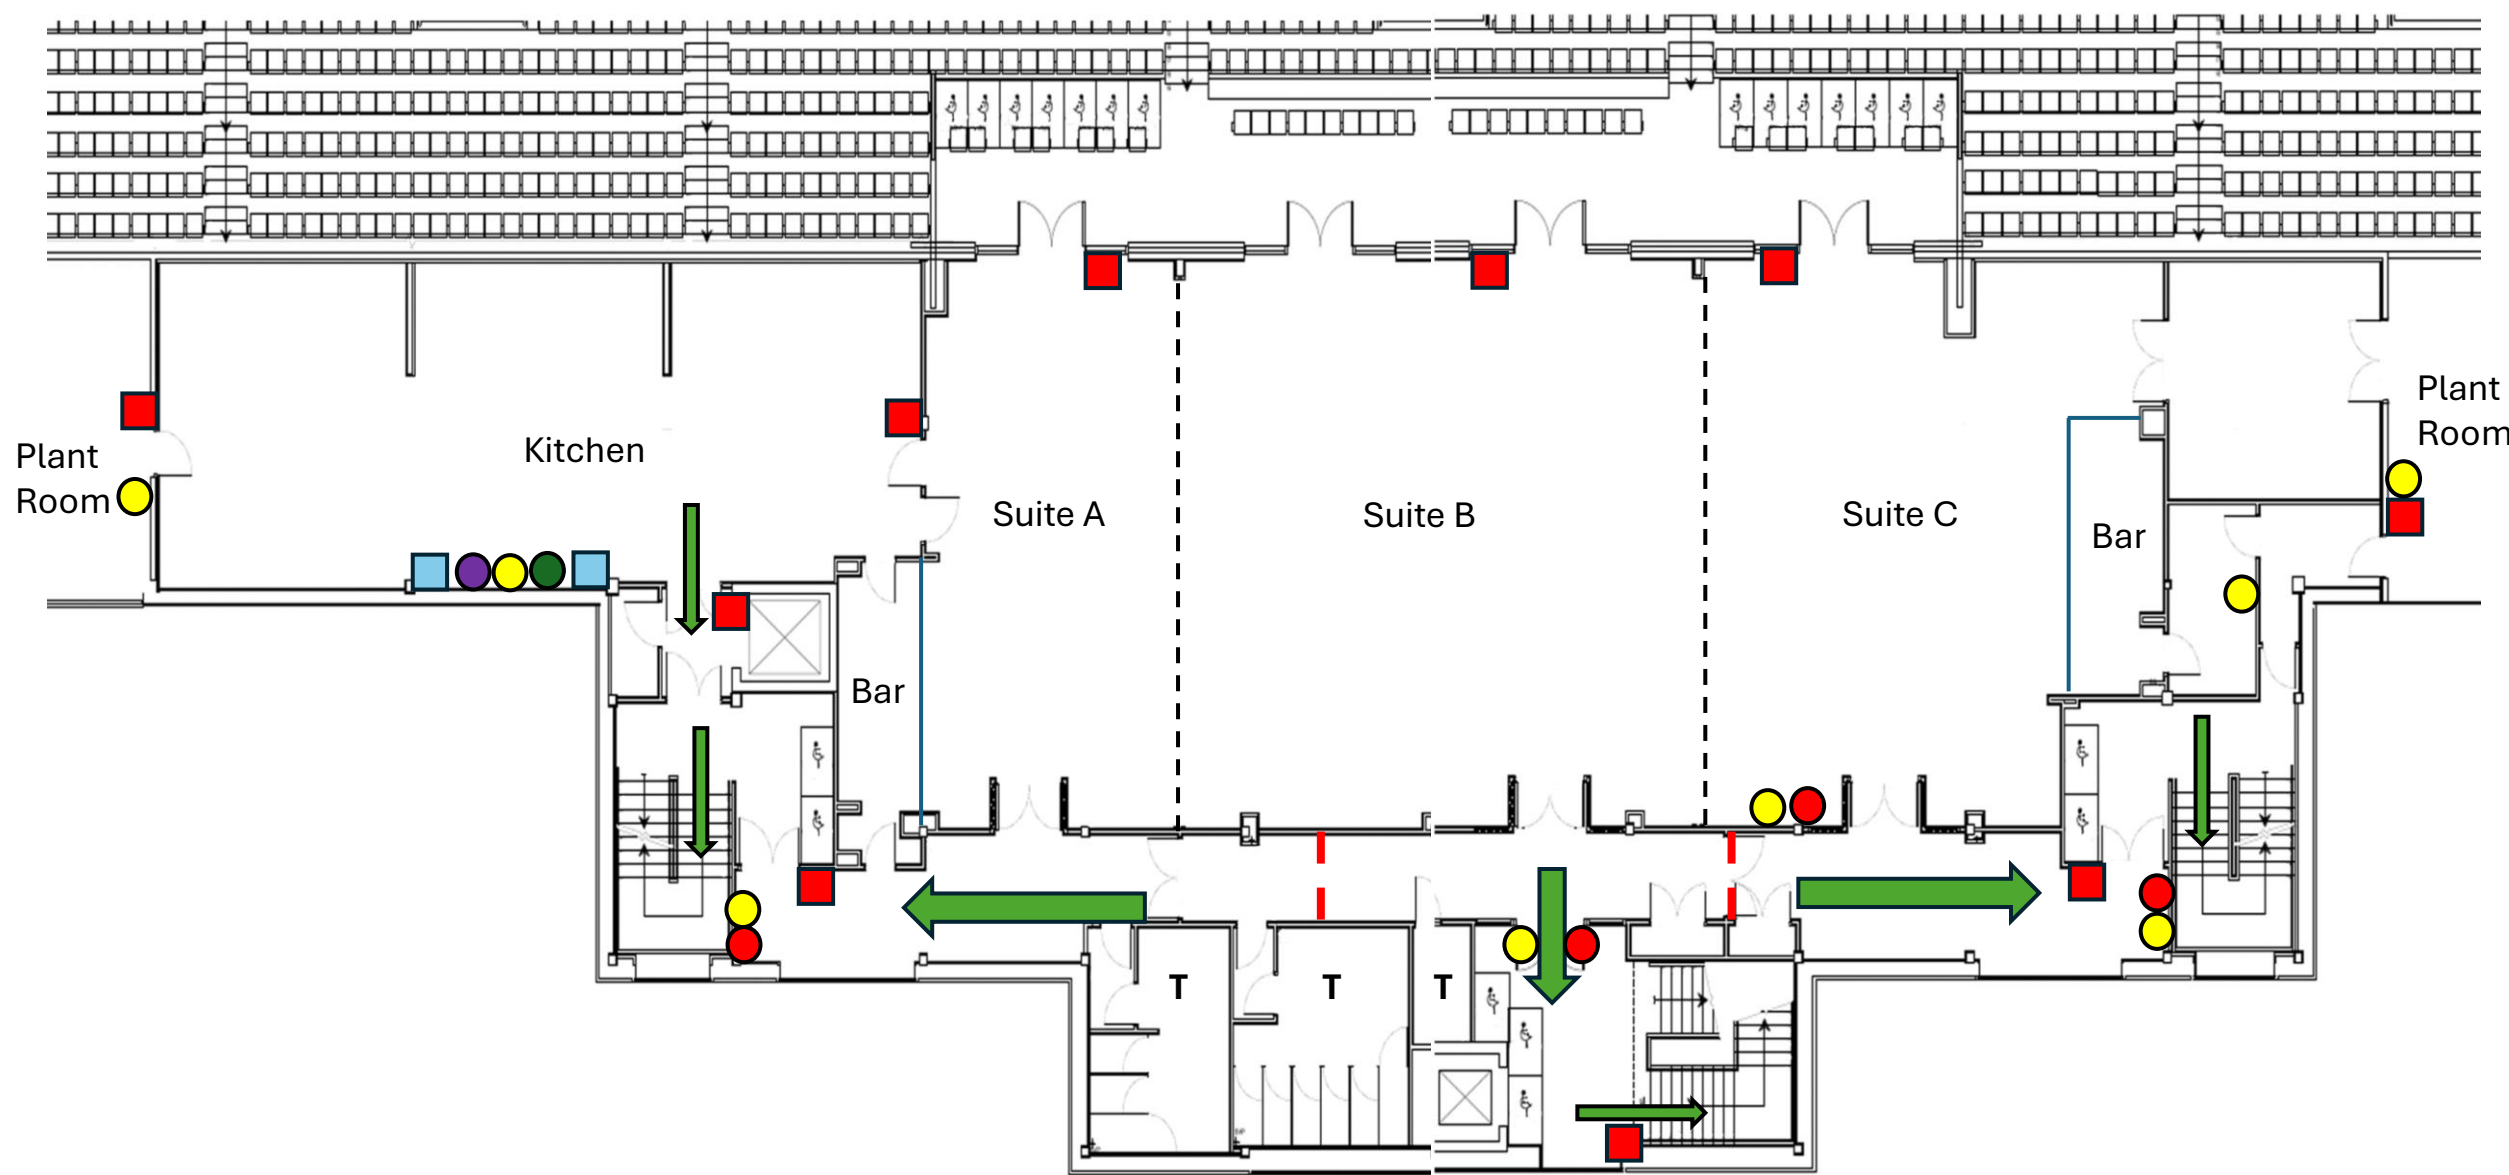 Plant
Room
Kitchen
Suite A
Suite B
Suite C
Bar
Plant
Room
Bar
T
T
T